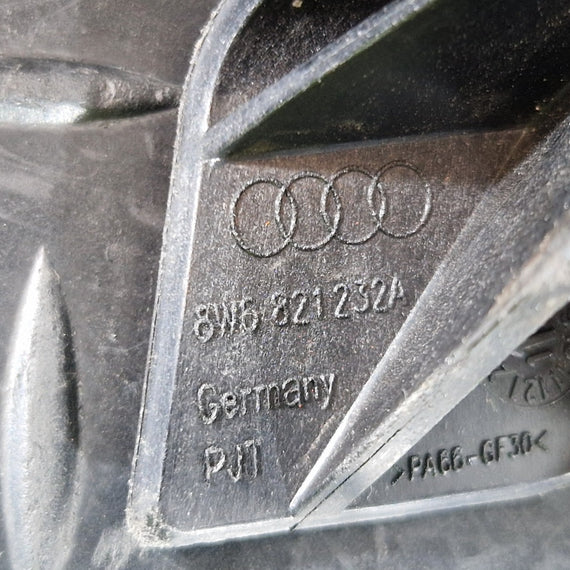 8W6 821 232A
Germany
PJT
>PA66-GF30<